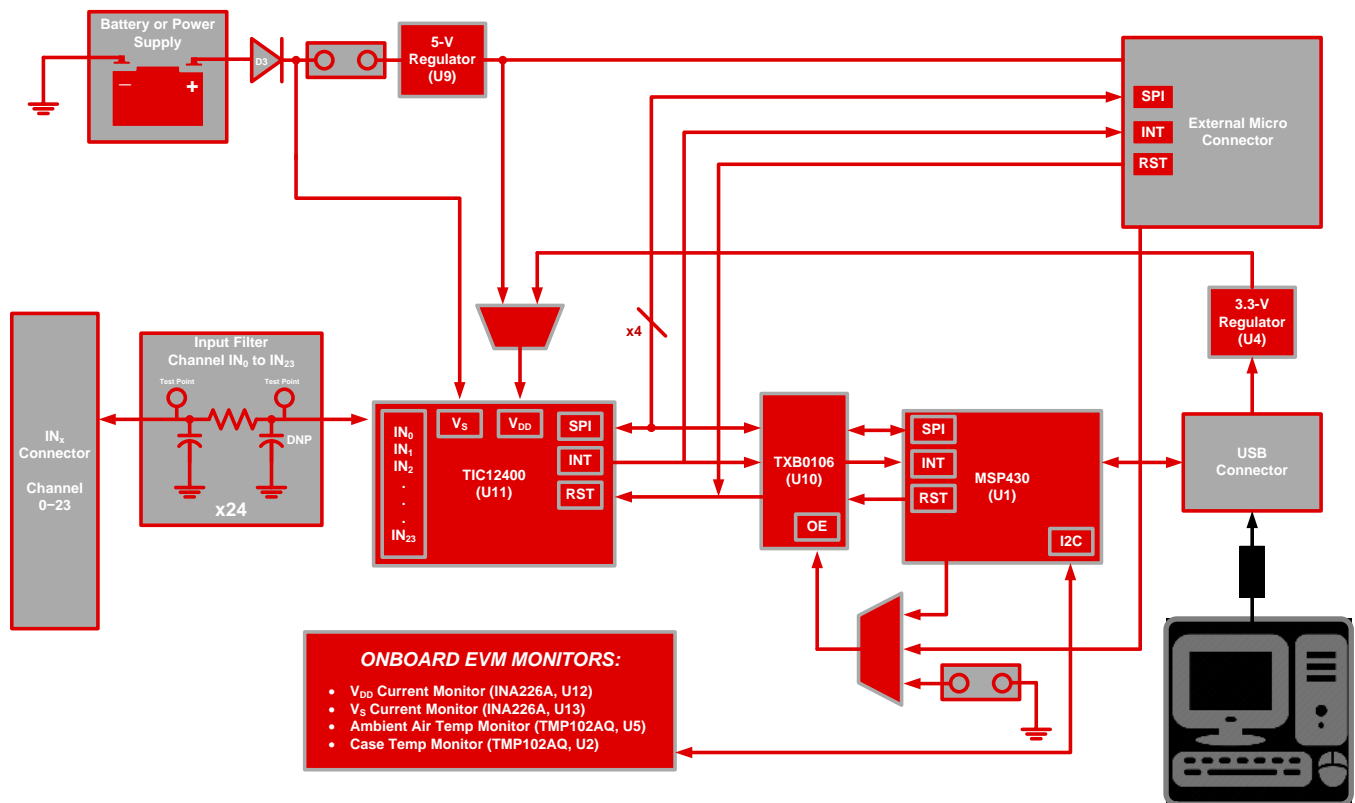 Battery or Power
Supply
D3
5-V
Regulator
(U9)
SPI
INT
RST
External Micro
Connector
3.3-V
Regulator
(U4)
x4
Input Filter
Channel IN0 to IN23
Test Point
Test Point
DNP
x24
INx
Connector
Channel
0−23
IN0
IN1
IN2
.
.
.
IN23
VS
VDD
SPI
INT
RST
TIC12400
(U11)
TXB0106
(U10)
OE
SPI
INT
RST
MSP430
(U1)
I2C
USB
Connector
ONBOARD EVM MONITORS:
• VDD Current Monitor (INA226A, U12)
• VS Current Monitor (INA226A, U13)
• Ambient Air Temp Monitor (TMP102AQ, U5)
• Case Temp Monitor (TMP102AQ, U2)